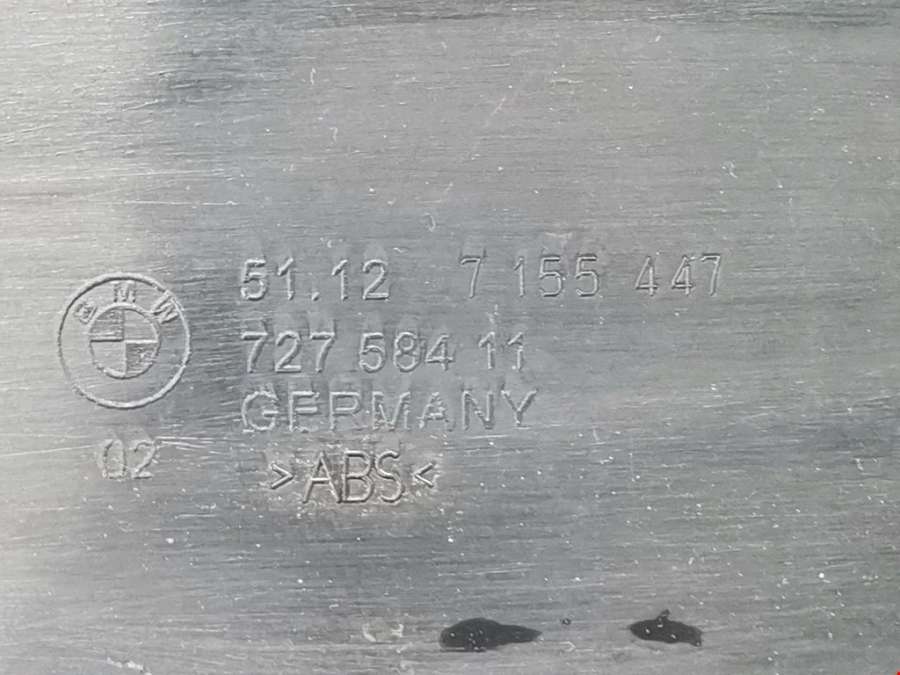 BMW
51.12 7 155 447
727 584 11
GERMANY
02
>ABS<